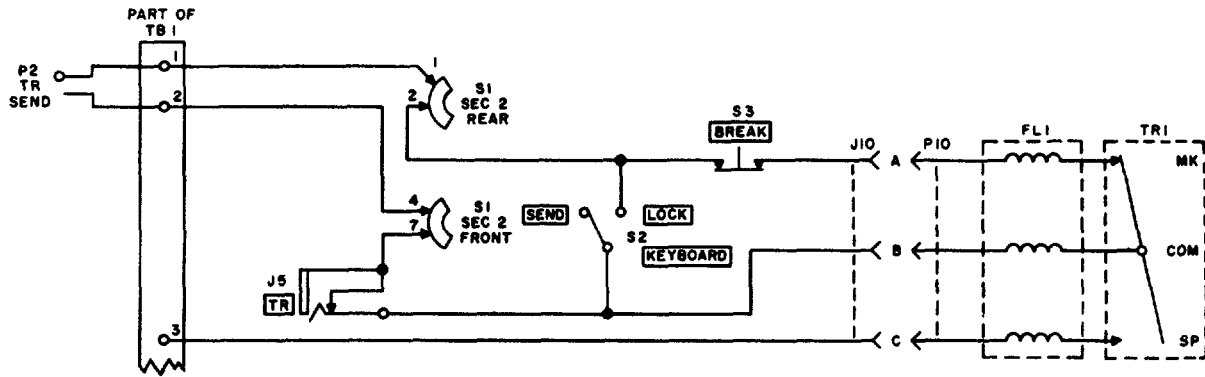 PART OF
TB 1
P2
TR
SEND
1
2
3
1
2
S1
SEC 2
REAR
4
7
S1
SEC 2
FRONT
J5
TR
SEND
LOCK
S2
KEYBOARD
S3
BREAK
J10
P10
A
B
C
FL1
TR1
MK
COM
SP